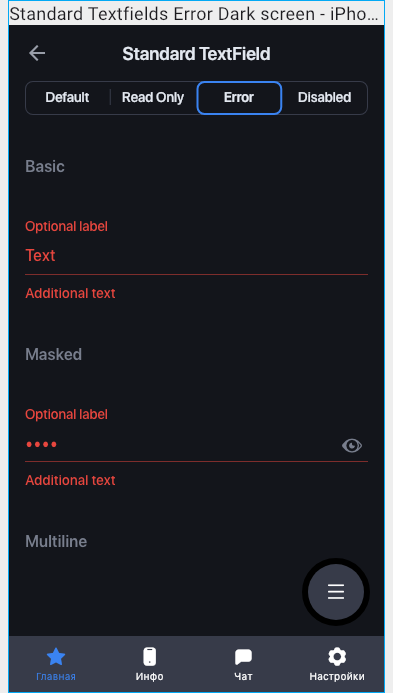 Standard Textfields Error Dark screen - iPho...
Standard TextField
Default
Read Only
Error
Disabled
Basic
Optional label
Text
Additional text
Masked
Optional label
••••
Additional text
Multiline
Главная
Инфо
Чат
Настройки